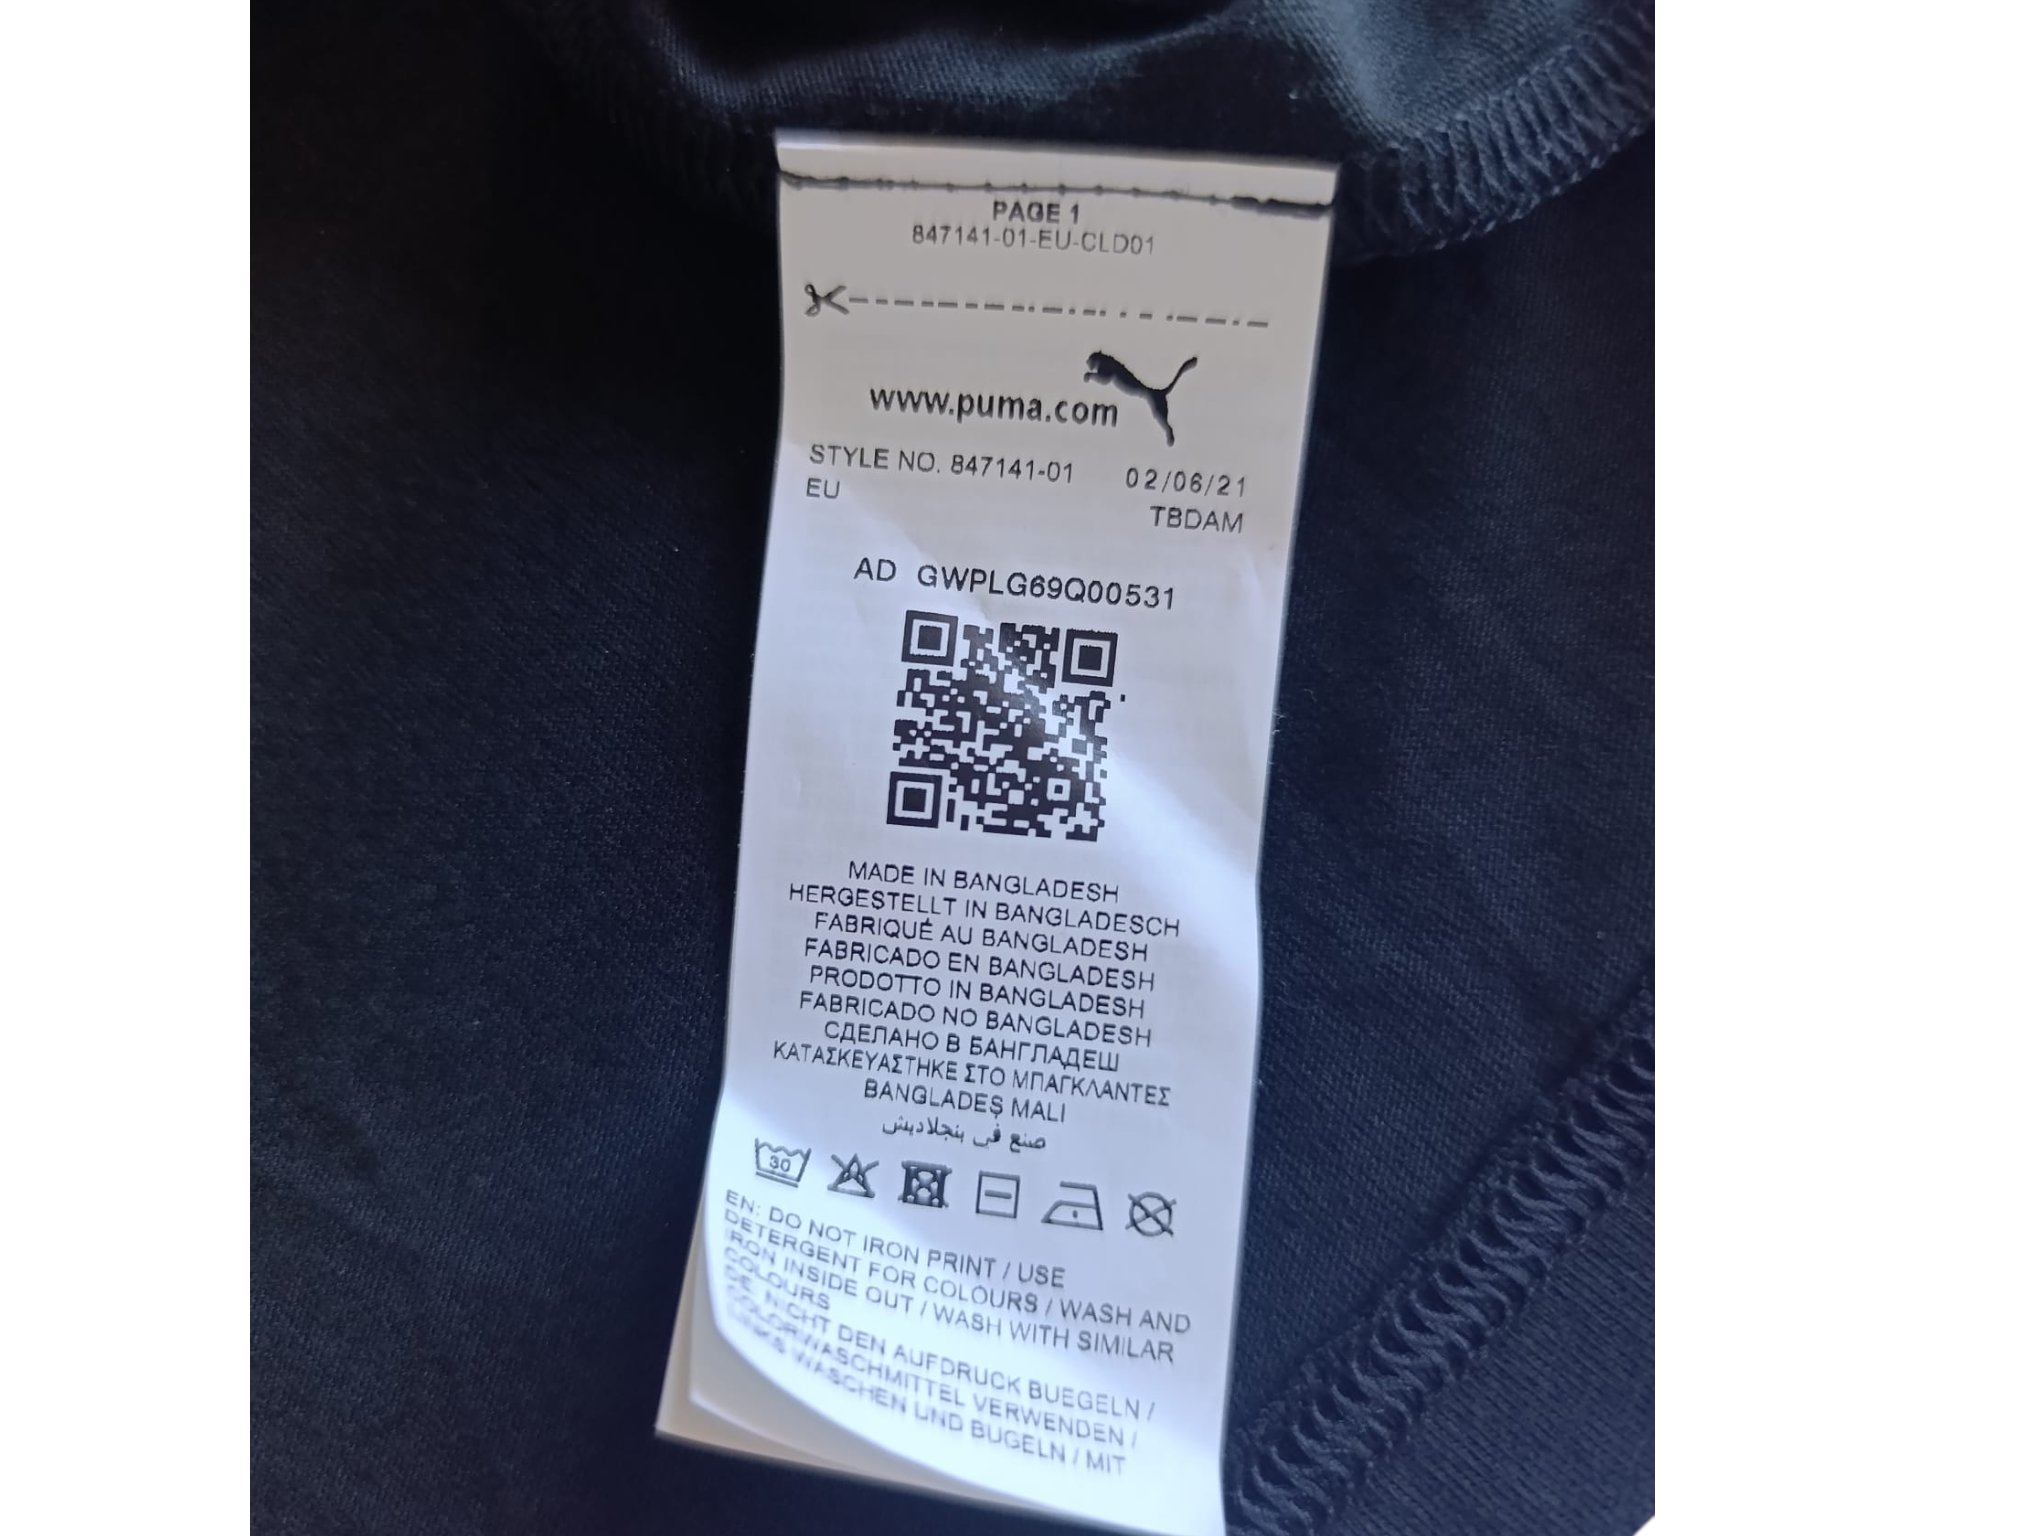 PAGE 1
847141-01-EU-CLD01
www.puma.com
STYLE NO. 847141-01 02/06/21
EU TBDAM
AD GWPLG69Q00531
MADE IN BANGLADESH
HERGESTELLT IN BANGLADESCH
FABRIQUÉ AU BANGLADESH
FABRICADO EN BANGLADESH
PRODOTTO IN BANGLADESH
FABRICADO NO BANGLADESH
СДЕЛАНО В БАНГЛАДЕШ
ΚΑΤΑΣΚΕΥΑΣΤΗΚΕ ΣΤΟ ΜΠΑΓΚΛΑΝΤΕΣ
BANGLADEŞ MALI
صنع في بنجلاديش
30
EN: DO NOT IRON PRINT / USE
DETERGENT FOR COLOURS / WASH AND
IRON INSIDE OUT / WASH WITH SIMILAR
COLOURS
DE: NICHT DEN AUFDRUCK BUEGELN /
COLORWASCHMITTEL VERWENDEN /
LINKS WASCHEN UND BUGELN / MIT